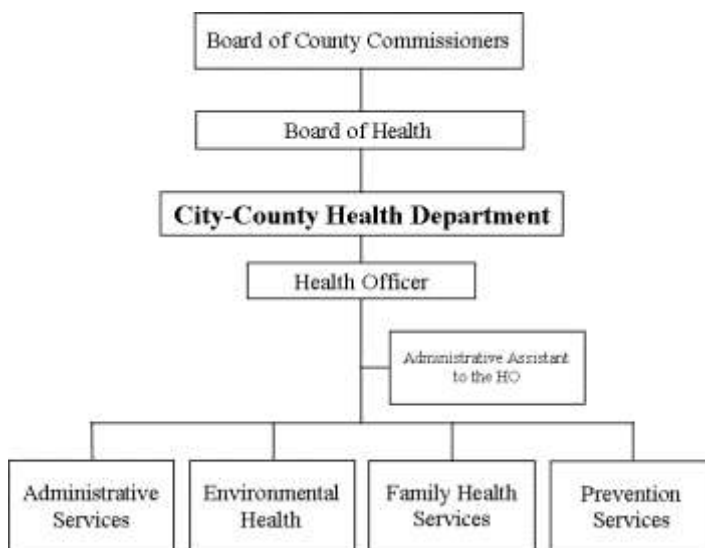 Board of County Commissioners
Board of Health
City-County Health Department
Health Officer
Administrative Assistant
to the HO
Administrative
Services
Environmental
Health
Family Health
Services
Prevention
Services